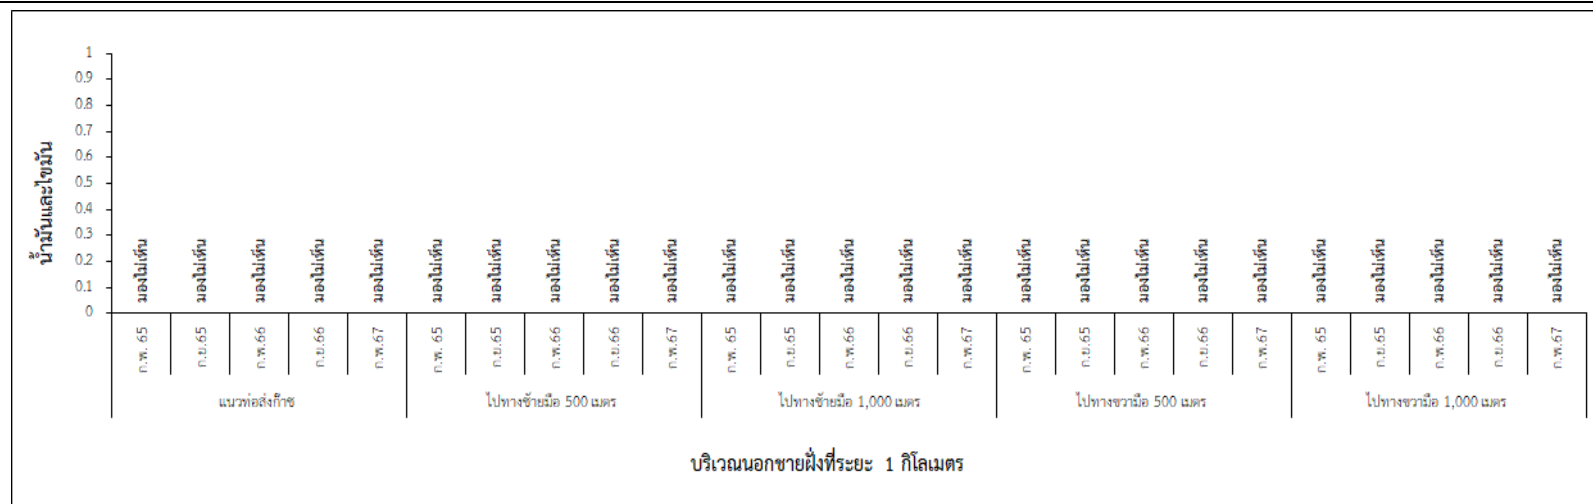 น้ำมันและไขมัน
1
0.9
0.8
0.7
0.6
0.5
0.4
0.3
0.2
0.1
0
มองไม่เห็น มองไม่เห็น มองไม่เห็น มองไม่เห็น มองไม่เห็น มองไม่เห็น มองไม่เห็น มองไม่เห็น มองไม่เห็น มองไม่เห็น มองไม่เห็น มองไม่เห็น มองไม่เห็น มองไม่เห็น มองไม่เห็น มองไม่เห็น มองไม่เห็น มองไม่เห็น มองไม่เห็น มองไม่เห็น มองไม่เห็น มองไม่เห็น มองไม่เห็น มองไม่เห็น มองไม่เห็น
ก.พ. 65 ก.ย.65 ก.พ.66 ก.ย.66 ก.พ.67 ก.พ. 65 ก.ย.65 ก.พ.66 ก.ย.66 ก.พ.67 ก.พ. 65 ก.ย.65 ก.พ.66 ก.ย.66 ก.พ.67 ก.พ. 65 ก.ย.65 ก.พ.66 ก.ย.66 ก.พ.67 ก.พ. 65 ก.ย.65 ก.พ.66 ก.ย.66 ก.พ.67
แนวท่อส่งก๊าซ ไปทางซ้ายมือ 500 เมตร ไปทางซ้ายมือ 1,000 เมตร ไปทางขวามือ 500 เมตร ไปทางขวามือ 1,000 เมตร
บริเวณนอกชายฝั่งที่ระยะ 1 กิโลเมตร